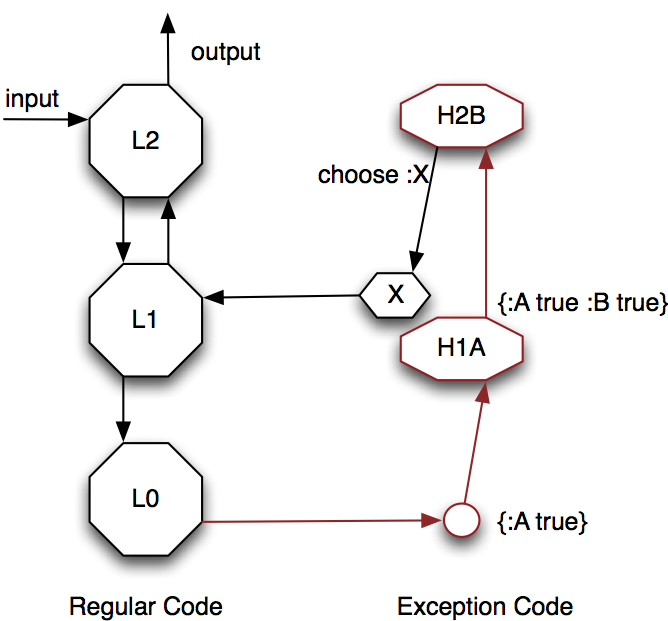 output
input
L2
H2B
choose :X
X
{:A true :B true}
L1
H1A
L0
{:A true}
Regular Code
Exception Code